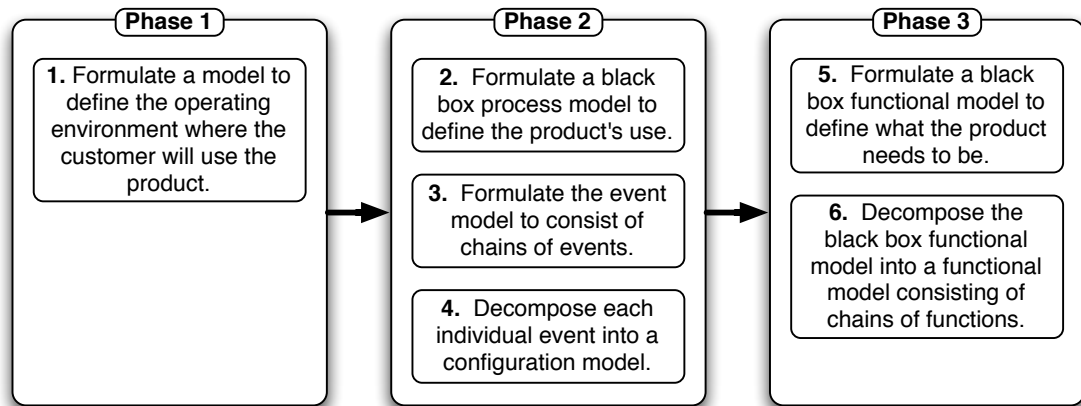 Phase 1
1. Formulate a model to
define the operating
environment where the
customer will use the
product.
Phase 2
2. Formulate a black
box process model to
define the product's use.
3. Formulate the event
model to consist of
chains of events.
4. Decompose each
individual event into a
configuration model.
Phase 3
5. Formulate a black
box functional model to
define what the product
needs to be.
6. Decompose the
black box functional
model into a functional
model consisting of
chains of functions.